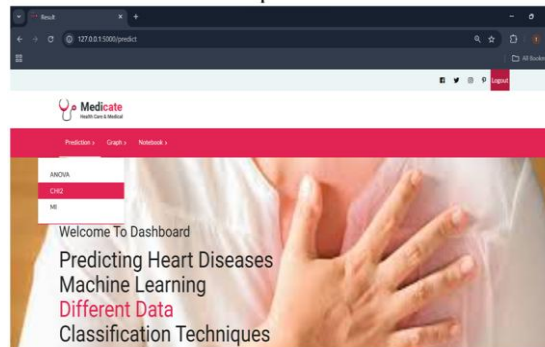 Result
127.0.0.1:5000/predict
All Bookm
Logout
Medicate
Health Care & Medical
Prediction
Graph
Notebook
ANOVA
CHI2
MI
Welcome To Dashboard
Predicting Heart Diseases
Machine Learning
Different Data
Classification Techniques